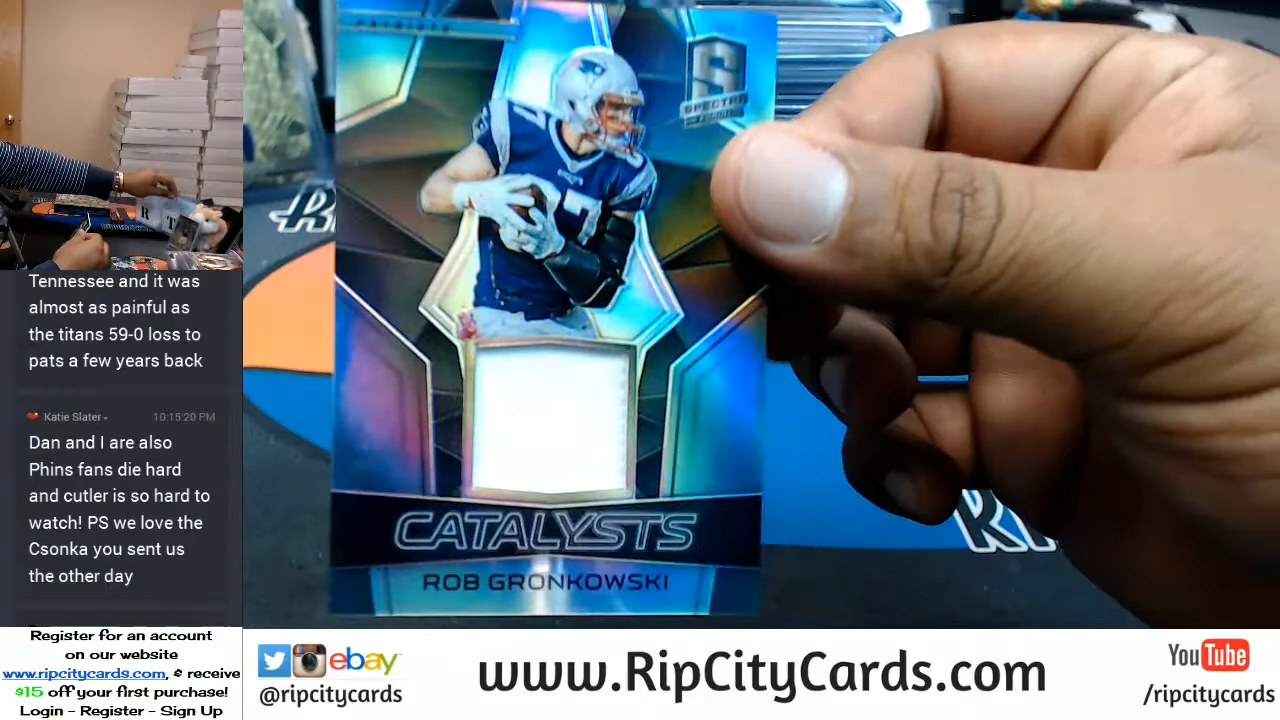 Tennessee and it was
almost as painful as
the titans 59-0 loss to
pats a few years back
Katie Slater
10:15:20 PM
Dan and I are also
Phins fans die hard
and cutler is so hard to
watch! PS we love the
Csonka you sent us
the other day
Register for an account
on our website
www.ripcitycards.com, & receive
$15 off your first purchase!
Login - Register - Sign Up
SPECTRA
87
CATALYSTS
ROB GRONKOWSKI
ebay
@ripcitycards
www.RipCityCards.com
YouTube
/ripcitycards